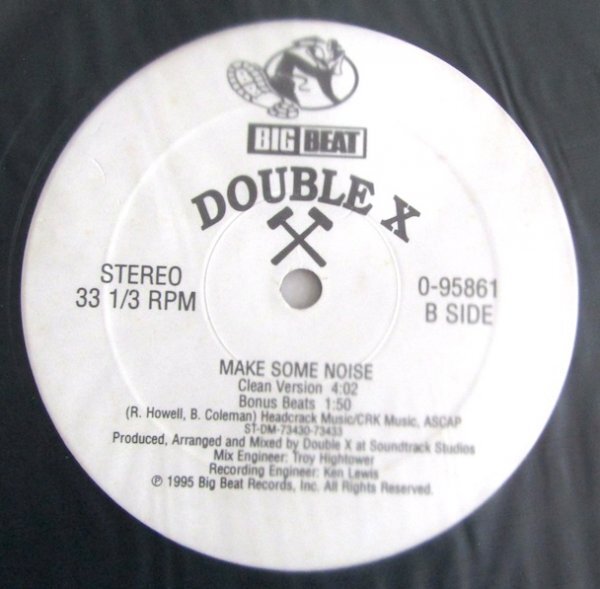 BIG BEAT
DOUBLE X
STEREO
33 1/3 RPM
0-95861
B SIDE
MAKE SOME NOISE
Clean Version 4:02
Bonus Beats 1:50
(R. Howell, B. Coleman) Headcrack Music/CRK Music, ASCAP
ST-DM-73430-73433
Produced, Arranged and Mixed by Double X at Soundtrack Studios
Mix Engineer: Troy Hightower
Recording Engineer: Ken Lewis
℗ 1995 Big Beat Records, Inc. All Rights Reserved.